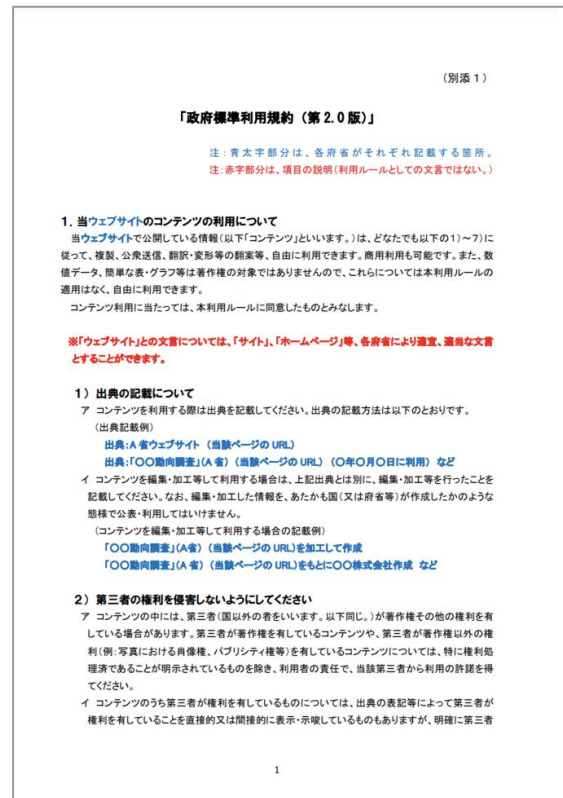 （別添１）
「政府標準利用規約（第2.0版）」
注：青太字部分は、各府省がそれぞれ記載する箇所。
注：赤字部分は、項目の説明（利用ルールとしての文言ではない。）
１．当ウェブサイトのコンテンツの利用について
当ウェブサイトで公開している情報（以下「コンテンツ」といいます。）は、どなたでも以下の１）～７）に
従って、複製、公衆送信、翻訳・変形等の翻案等、自由に利用できます。商用利用も可能です。また、数
値データ、簡単な表・グラフ等は著作権の対象ではありませんので、これらについては本利用ルールの
適用はなく、自由に利用できます。
コンテンツ利用に当たっては、本利用ルールに同意したものとみなします。
※「ウェブサイト」との文言については、「サイト」、「ホームページ」等、各府省により適宜、適当な文言
とすることができます。
１）出典の記載について
ア コンテンツを利用する際は出典を記載してください。出典の記載方法は以下のとおりです。
（出典記載例）
出典：A省ウェブサイト （当該ページのURL）
出典：「〇〇動向調査」（A省）（当該ページのURL）（〇年〇月〇日に利用） など
イ コンテンツを編集・加工等して利用する場合は、上記出典とは別に、編集・加工等を行ったことを
記載してください。なお、編集・加工した情報を、あたかも国（又は府省等）が作成したかのような
態様で公表・利用してはいけません。
（コンテンツを編集・加工等して利用する場合の記載例）
「〇〇動向調査」（A省）（当該ページのURL）を加工して作成
「〇〇動向調査」（A省）（当該ページのURL）をもとに〇〇株式会社作成 など
２）第三者の権利を侵害しないようにしてください
ア コンテンツの中には、第三者（国以外の者をいいます。以下同じ。）が著作権その他の権利を有
している場合があります。第三者が著作権を有しているコンテンツや、第三者が著作権以外の権
利（例：写真における肖像権、パブリシティ権等）を有しているコンテンツについては、特に権利処
理済であることが明示されているものを除き、利用者の責任で、当該第三者から利用の許諾を得
てください。
イ コンテンツのうち第三者が権利を有しているものについては、出典の表記等によって第三者が
権利を有していることを直接的又は間接的に表示・示唆しているものもありますが、明確に第三者
1